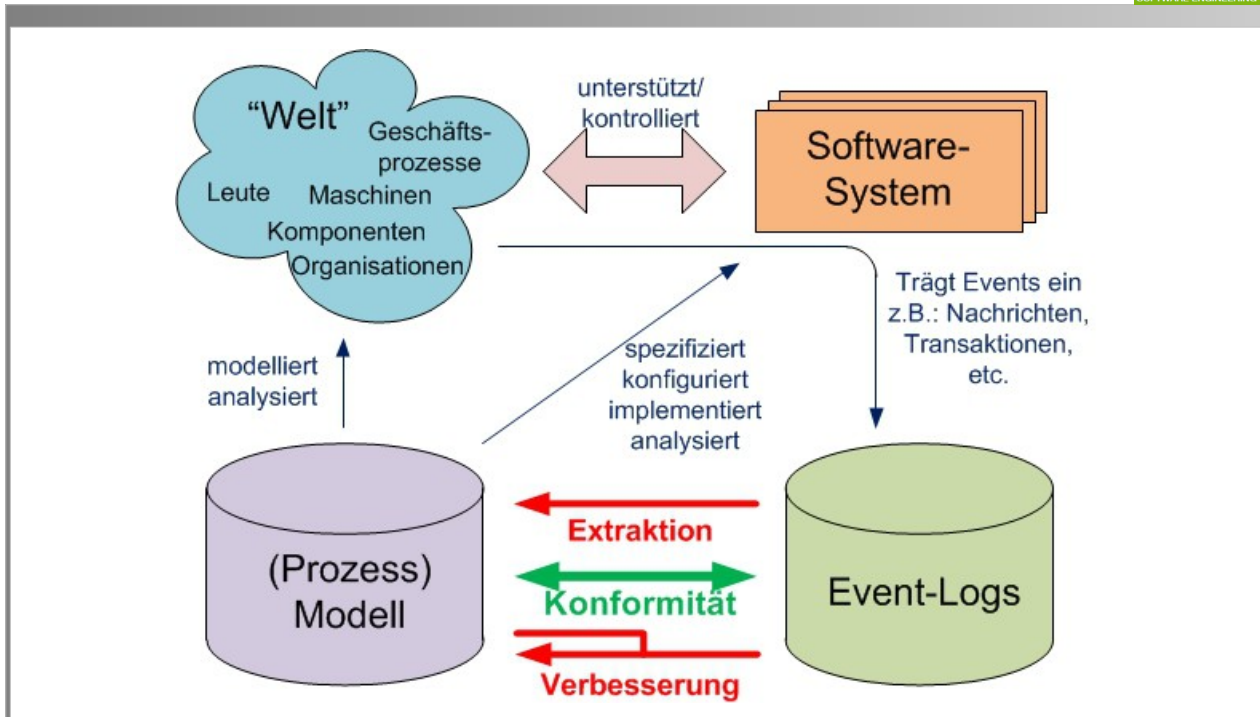 “Welt”
Geschäfts-
prozesse
Leute
Maschinen
Komponenten
Organisationen
unterstützt/
kontrolliert
Software-
System
Trägt Events ein
z.B.: Nachrichten,
Transaktionen,
etc.
modelliert
analysiert
spezifiziert
konfiguriert
implementiert
analysiert
(Prozess)
Modell
Extraktion
Konformität
Verbesserung
Event-Logs